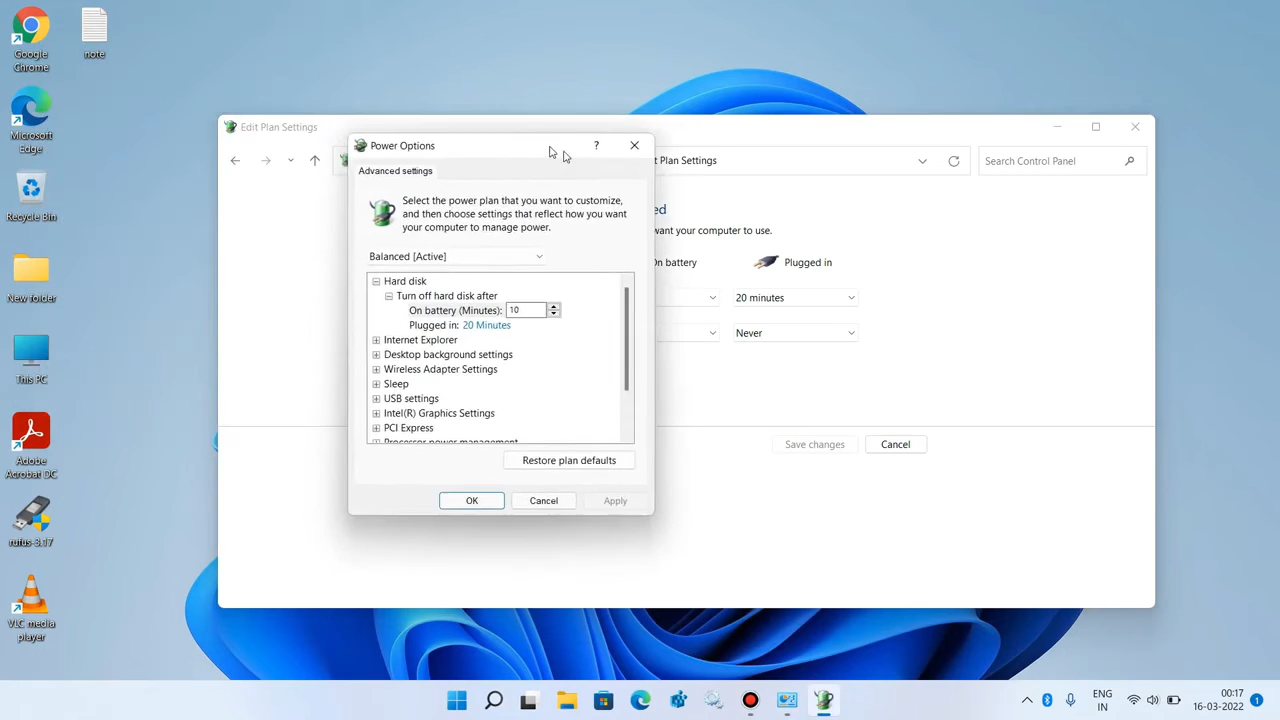 Google
Chrome
note
Microsoft
Edge
Recycle Bin
New folder
This PC
Adobe
Acrobat DC
rufus-3.17
VLC media
player
Edit Plan Settings
t Plan Settings
Search Control Panel
ed
want your computer to use.
On battery
Plugged in
20 minutes
Never
Save changes
Cancel
Power Options
?
Advanced settings
Select the power plan that you want to customize,
and then choose settings that reflect how you want
your computer to manage power.
Balanced [Active]
Hard disk
Turn off hard disk after
On battery (Minutes): 10
Plugged in: 20 Minutes
Internet Explorer
Desktop background settings
Wireless Adapter Settings
Sleep
USB settings
Intel(R) Graphics Settings
PCI Express
Processor power management
Restore plan defaults
OK
Cancel
Apply
ENG
IN
00:17
16-03-2022
1